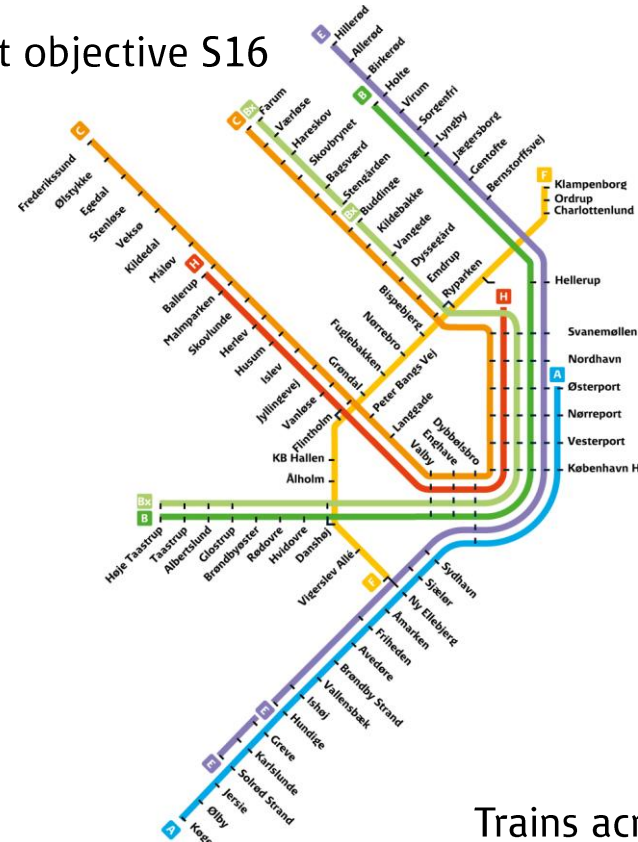 t objective S16
E
Hillerød
Allerød
Birkerød
Holte
Virum
Sorgenfri
Lyngby
Jægersborg
Gentofte
Bernstorffsvej
B
F
Klampenborg
Ordrup
Charlottenlund
Hellerup
C
Bx
Farum
Værløse
Hareskov
Skovbrynet
Bagsværd
Stengården
Bx
Buddinge
Kildebakke
Vangede
Dyssegård
Emdrup
Ryparken
Bispebjerg
Nørrebro
Fuglebakken
Grøndal
Flintholm
KB Hallen
Ålholm
Danshøj
Vigerslev Allé
F
C
Frederikssund
Ølstykke
Egedal
Stenløse
Veksø
Kildedal
Måløv
H
Ballerup
Malmparken
Skovlunde
Herlev
Husum
Islev
Jyllingevej
Vanløse
Peter Bangs Vej
Langgade
Valby
Enghave
Dybbølsbro
H
Svanemøllen
Nordhavn
A
Østerport
Nørreport
Vesterport
København H
Bx
B
Høje Taastrup
Taastrup
Albertslund
Glostrup
Brøndbyøster
Rødovre
Hvidovre
Sydhavn
Sjælør
Ny Ellebjerg
Åmarken
Friheden
Avedøre
Brøndby Strand
Vallensbæk
Ishøj
E
Hundige
Greve
Karlslunde
E
Solrød Strand
Jersie
Ølby
A
Trains acr